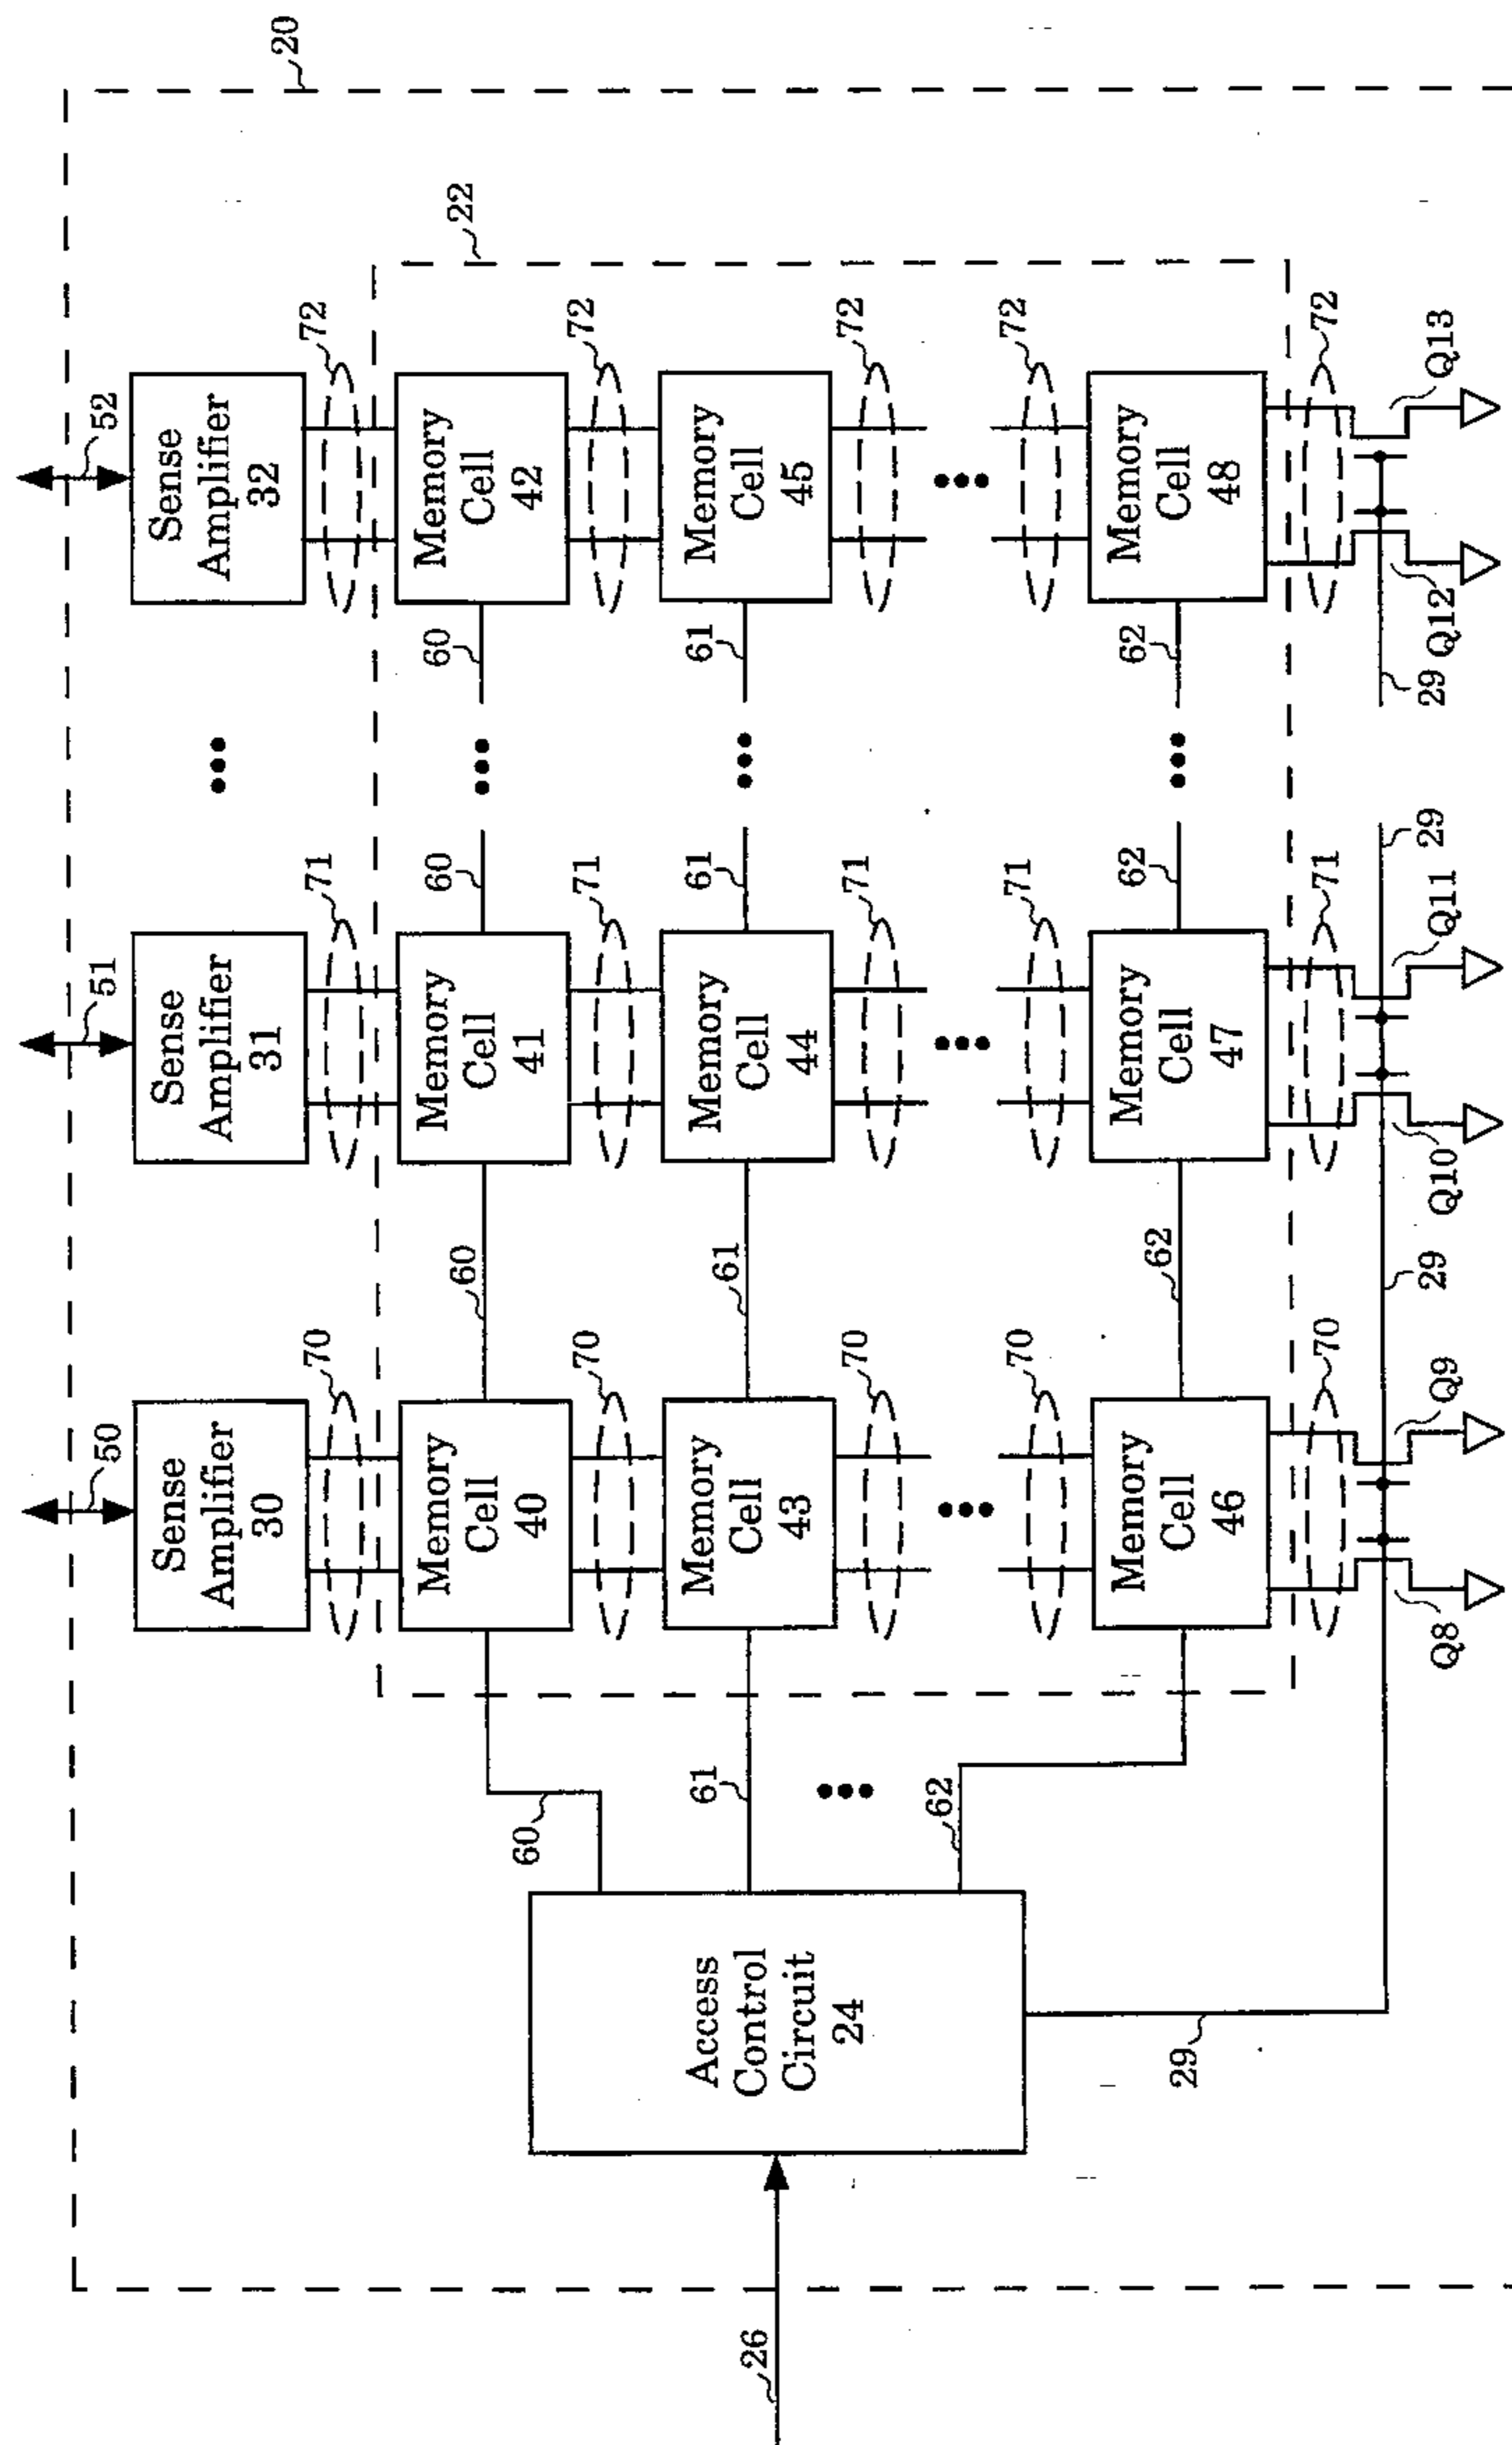 20
52
51
50
22
Sense
Amplifier
30
Sense
Amplifier
31
Sense
Amplifier
32
70
71
72
Memory
Cell
40
60
Memory
Cell
41
60
60
Memory
Cell
42
70
71
72
60
Access
Control
Circuit
24
26
61
Memory
Cell
43
61
Memory
Cell
44
61
61
Memory
Cell
45
70
71
72
70
71
72
62
Memory
Cell
46
62
Memory
Cell
47
62
62
Memory
Cell
48
70
71
72
29
29
29
29
Q8
Q9
Q10
Q11
Q12
Q13